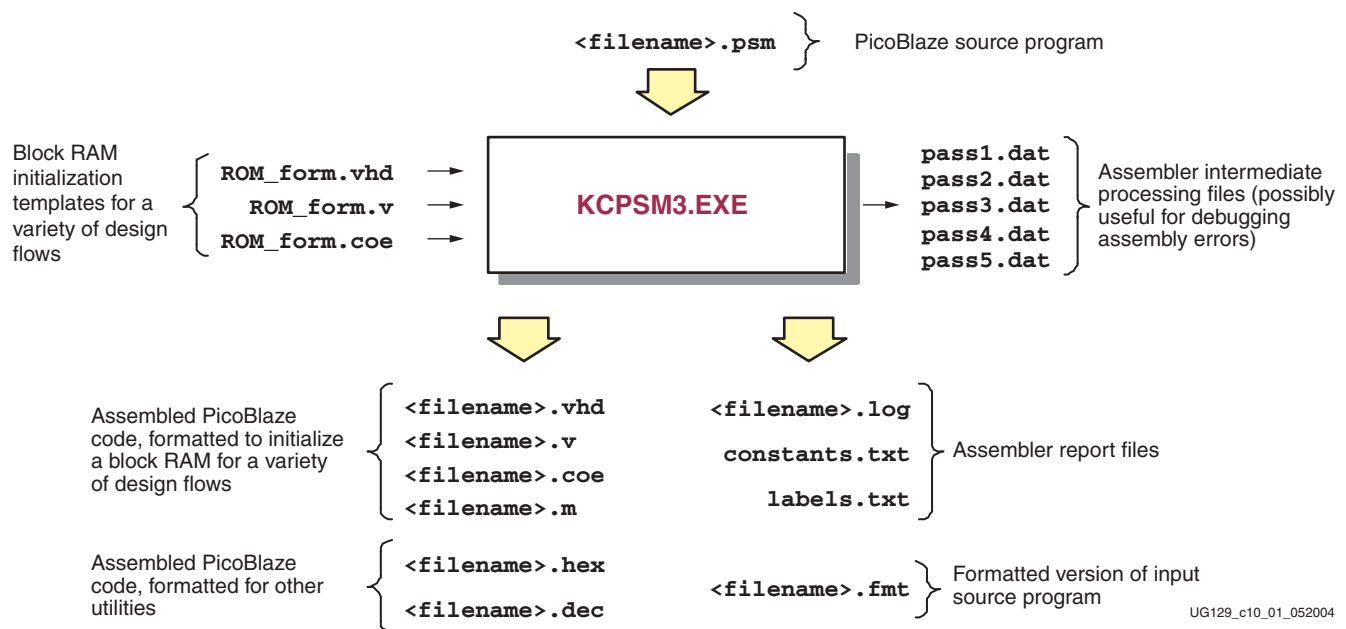 <filename>.psm
PicoBlaze source program
Block RAM
initialization
templates for a
variety of design
flows
ROM_form.vhd
ROM_form.v
ROM_form.coe
KCPSM3.EXE
pass1.dat
pass2.dat
pass3.dat
pass4.dat
pass5.dat
Assembler intermediate
processing files (possibly
useful for debugging
assembly errors)
Assembled PicoBlaze
code, formatted to initialize
a block RAM for a variety
of design flows
<filename>.vhd
<filename>.v
<filename>.coe
<filename>.m
<filename>.log
constants.txt
labels.txt
Assembler report files
Assembled PicoBlaze
code, formatted for other
utilities
<filename>.hex
<filename>.dec
<filename>.fmt
Formatted version of input
source program
UG129_c10_01_052004